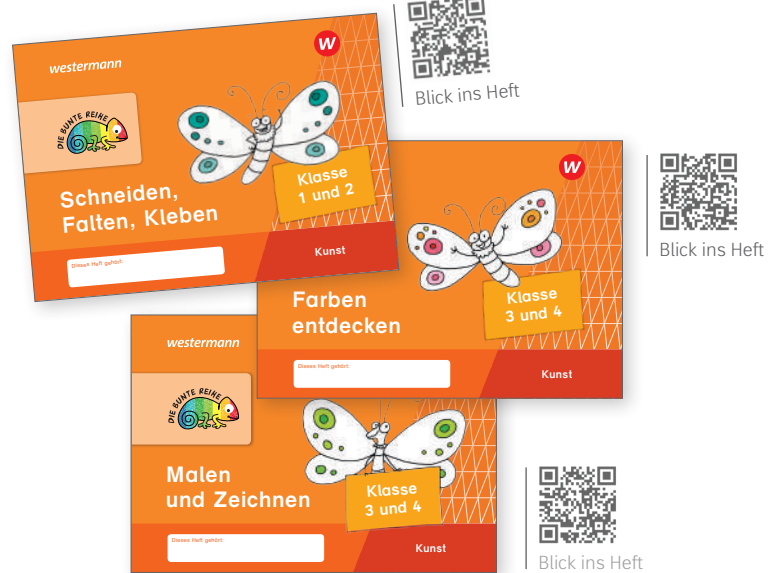 westermann
W
DIE BUNTE REIHE
Schneiden,
Falten, Kleben
Klasse
1 und 2
Dieses Heft gehört:
Kunst
Blick ins Heft
W
Farben
entdecken
Klasse
3 und 4
Dieses Heft gehört:
Kunst
Blick ins Heft
westermann
DIE BUNTE REIHE
Malen
und Zeichnen
Klasse
3 und 4
Dieses Heft gehört:
Kunst
Blick ins Heft